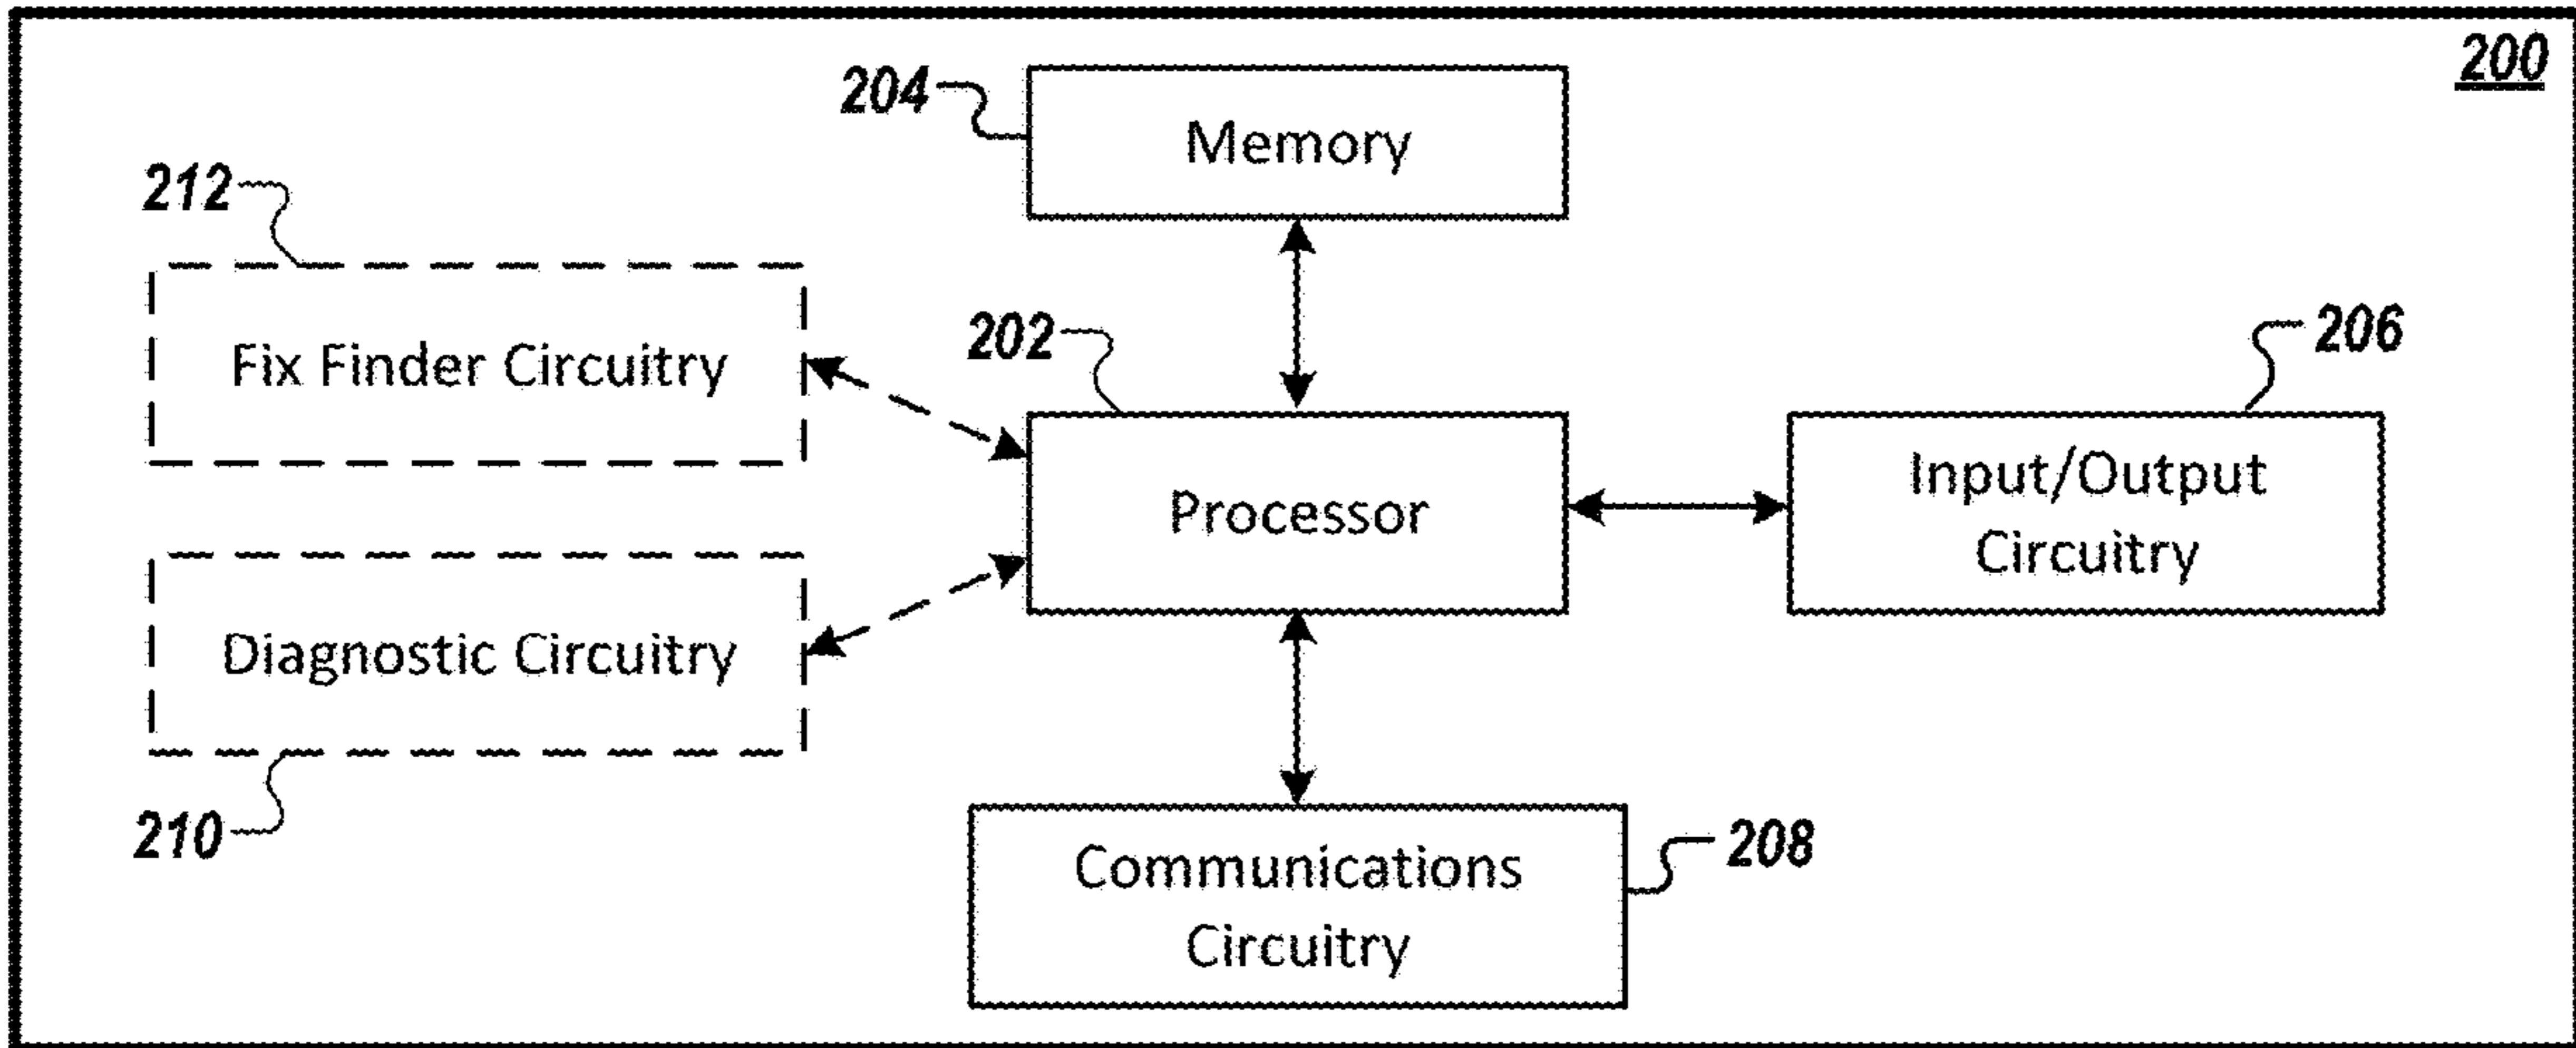 200
204
Memory
212
Fix Finder Circuitry
202
206
Processor
Input/Output
Circuitry
Diagnostic Circuitry
210
Communications
Circuitry
208